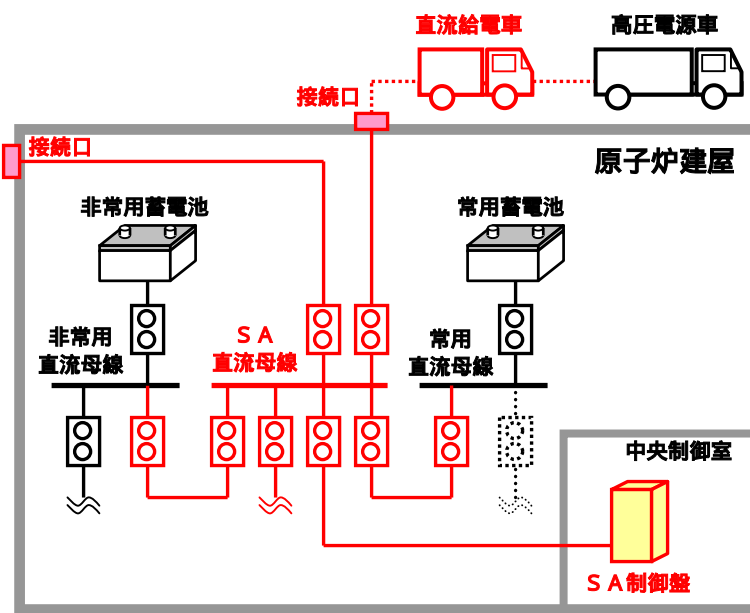 直流給電車
高圧電源車
接続口
接続口
原子炉建屋
非常用蓄電池
常用蓄電池
非常用
直流母線
ＳＡ
直流母線
常用
直流母線
中央制御室
ＳＡ制御盤